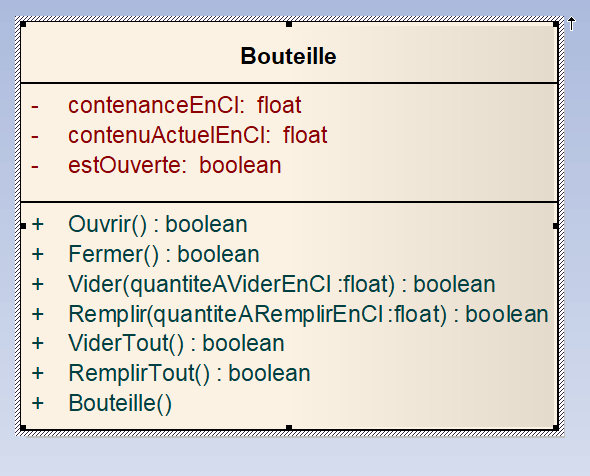 Bouteille
- contenanceEnCl: float
- contenuActuelEnCl: float
- estOuverte: boolean
+ Ouvrir() : boolean
+ Fermer() : boolean
+ Vider(quantiteAViderEnCl :float) : boolean
+ Remplir(quantiteARemplirEnCl :float) : boolean
+ ViderTout() : boolean
+ RemplirTout() : boolean
+ Bouteille()